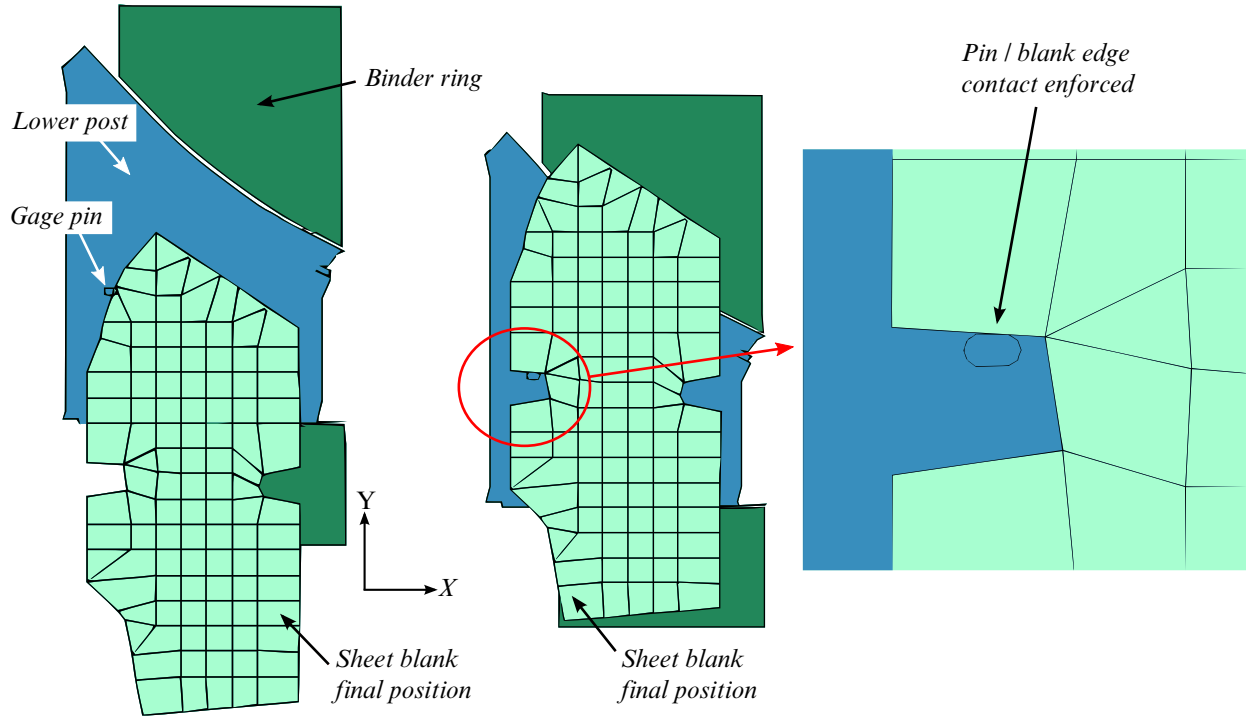 Pin / blank edge
contact enforced
Binder ring
Lower post
Gage pin
Y
X
Sheet blank
final position
Sheet blank
final position